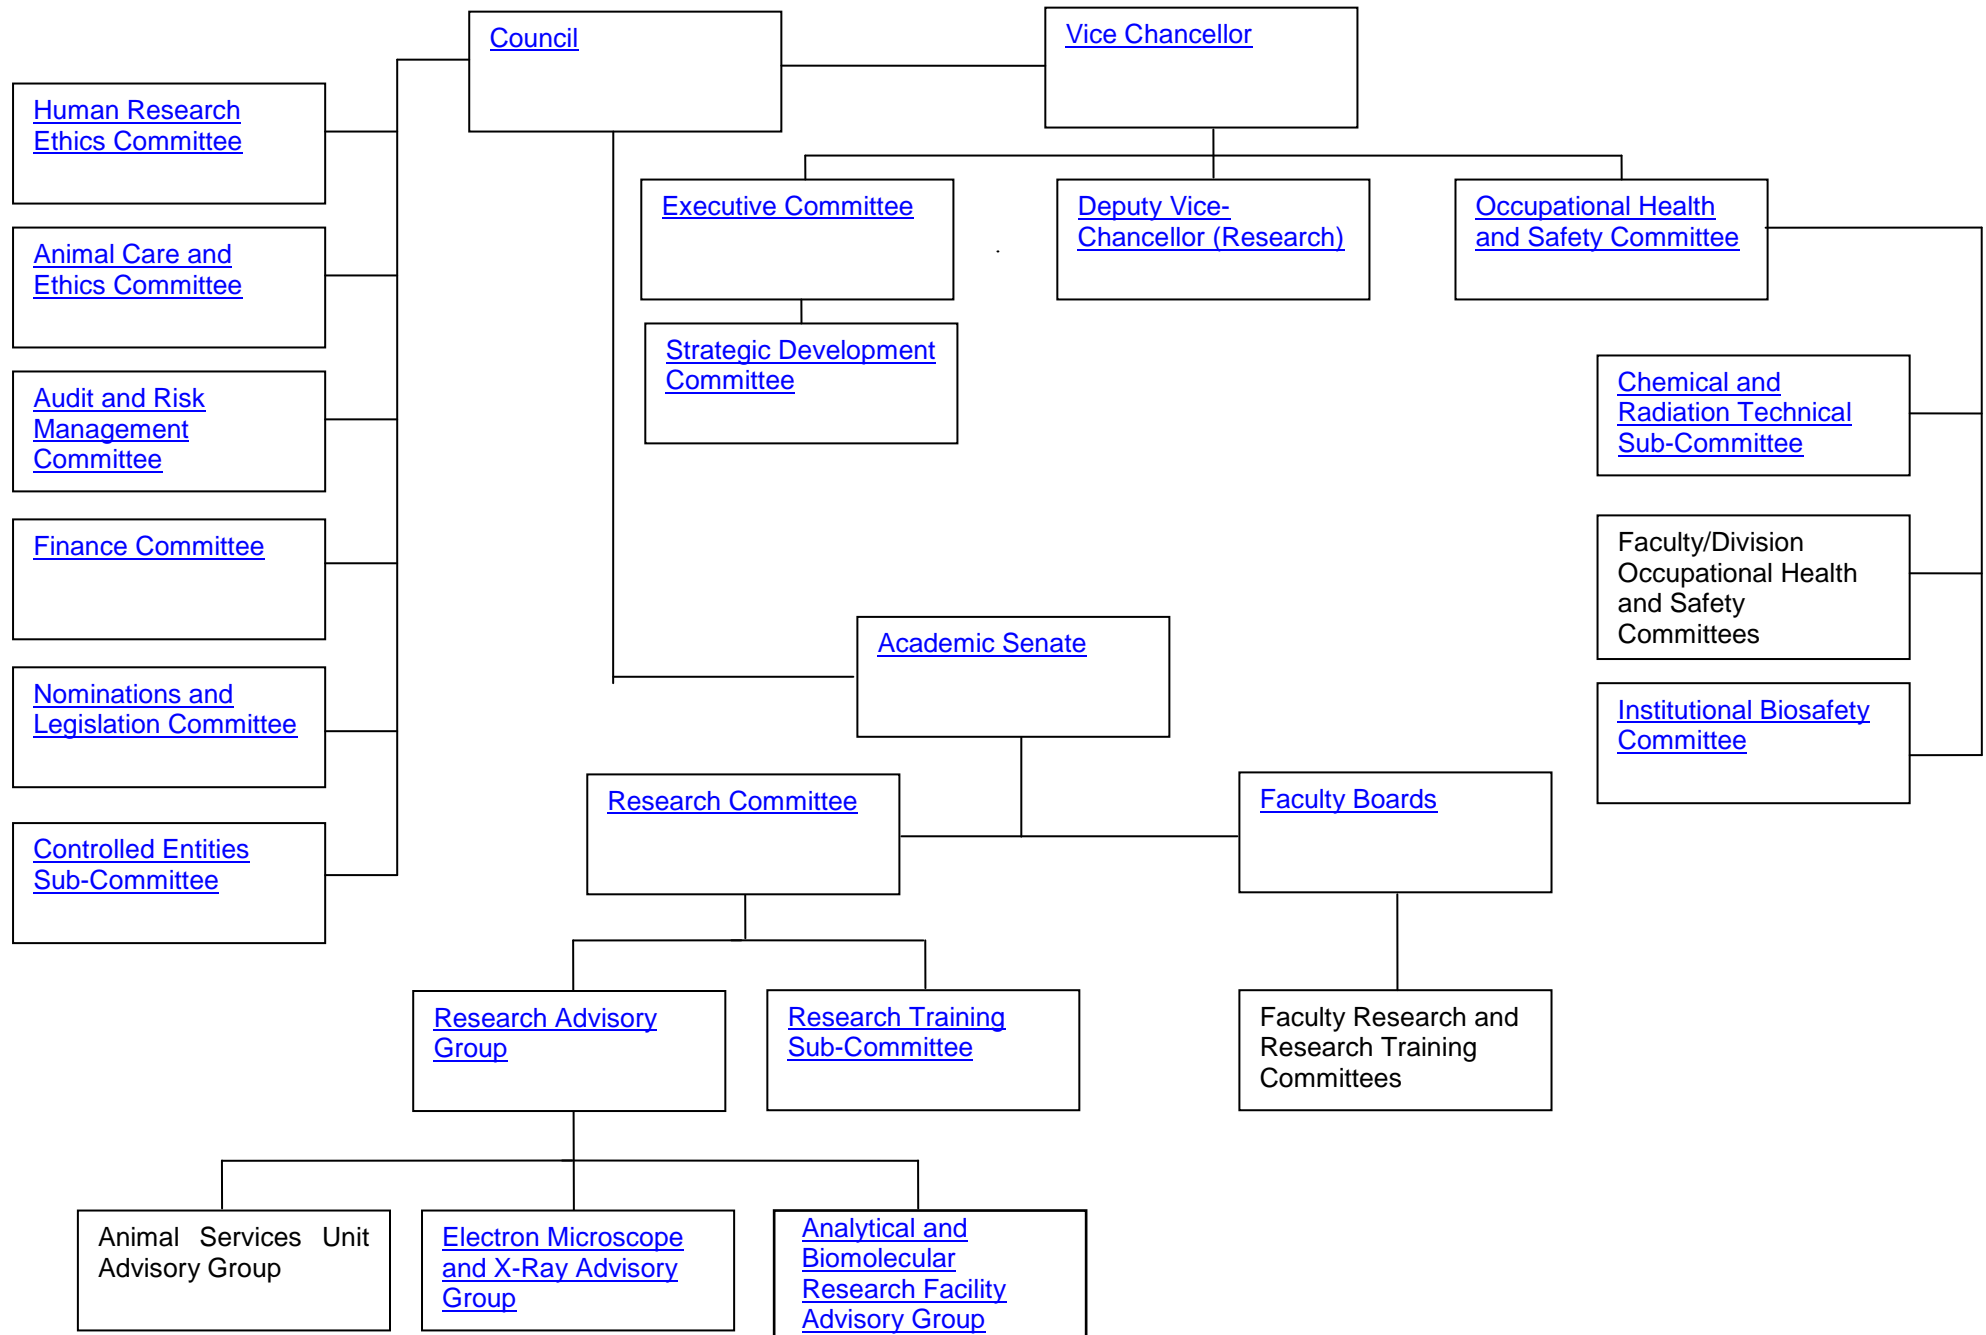 Council
Vice Chancellor
Human Research
Ethics Committee
Executive Committee
Deputy Vice-
Chancellor (Research)
Occupational Health
and Safety Committee
Animal Care and
Ethics Committee
Strategic Development
Committee
Chemical and
Radiation Technical
Sub-Committee
Audit and Risk
Management
Committee
Finance Committee
Faculty/Division
Occupational Health
and Safety
Committees
Academic Senate
Nominations and
Legislation Committee
Institutional Biosafety
Committee
Research Committee
Faculty Boards
Controlled Entities
Sub-Committee
Research Advisory
Group
Research Training
Sub-Committee
Faculty Research and
Research Training
Committees
Animal Services Unit
Advisory Group
Electron Microscope
and X-Ray Advisory
Group
Analytical and
Biomolecular
Research Facility
Advisory Group